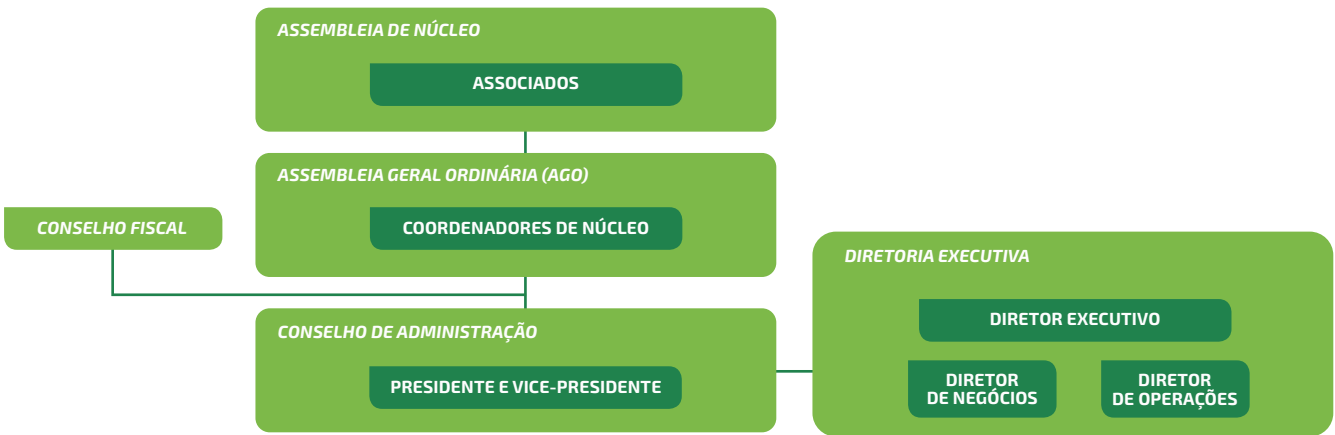 ASSEMBLEIA DE NÚCLEO
ASSOCIADOS
ASSEMBLEIA GERAL ORDINÁRIA (AGO)
COORDENADORES DE NÚCLEO
CONSELHO FISCAL
CONSELHO DE ADMINISTRAÇÃO
PRESIDENTE E VICE-PRESIDENTE
DIRETORIA EXECUTIVA
DIRETOR EXECUTIVO
DIRETOR
DE NEGÓCIOS
DIRETOR
DE OPERAÇÕES